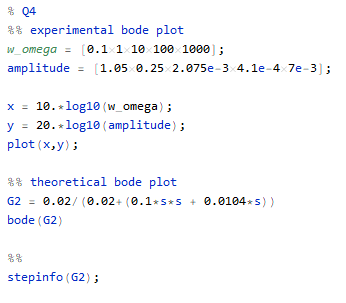 % Q4
%% experimental bode plot
w_omega = [0.1 1 10 100 1000];
amplitude = [1.05 0.25 2.075e-3 4.1e-4 7e-3];
x = 10.*log10(w_omega);
y = 20.*log10(amplitude);
plot(x,y);
%% theoretical bode plot
G2 = 0.02/(0.02+(0.1*s*s + 0.0104*s))
bode(G2)
%%
stepinfo(G2);